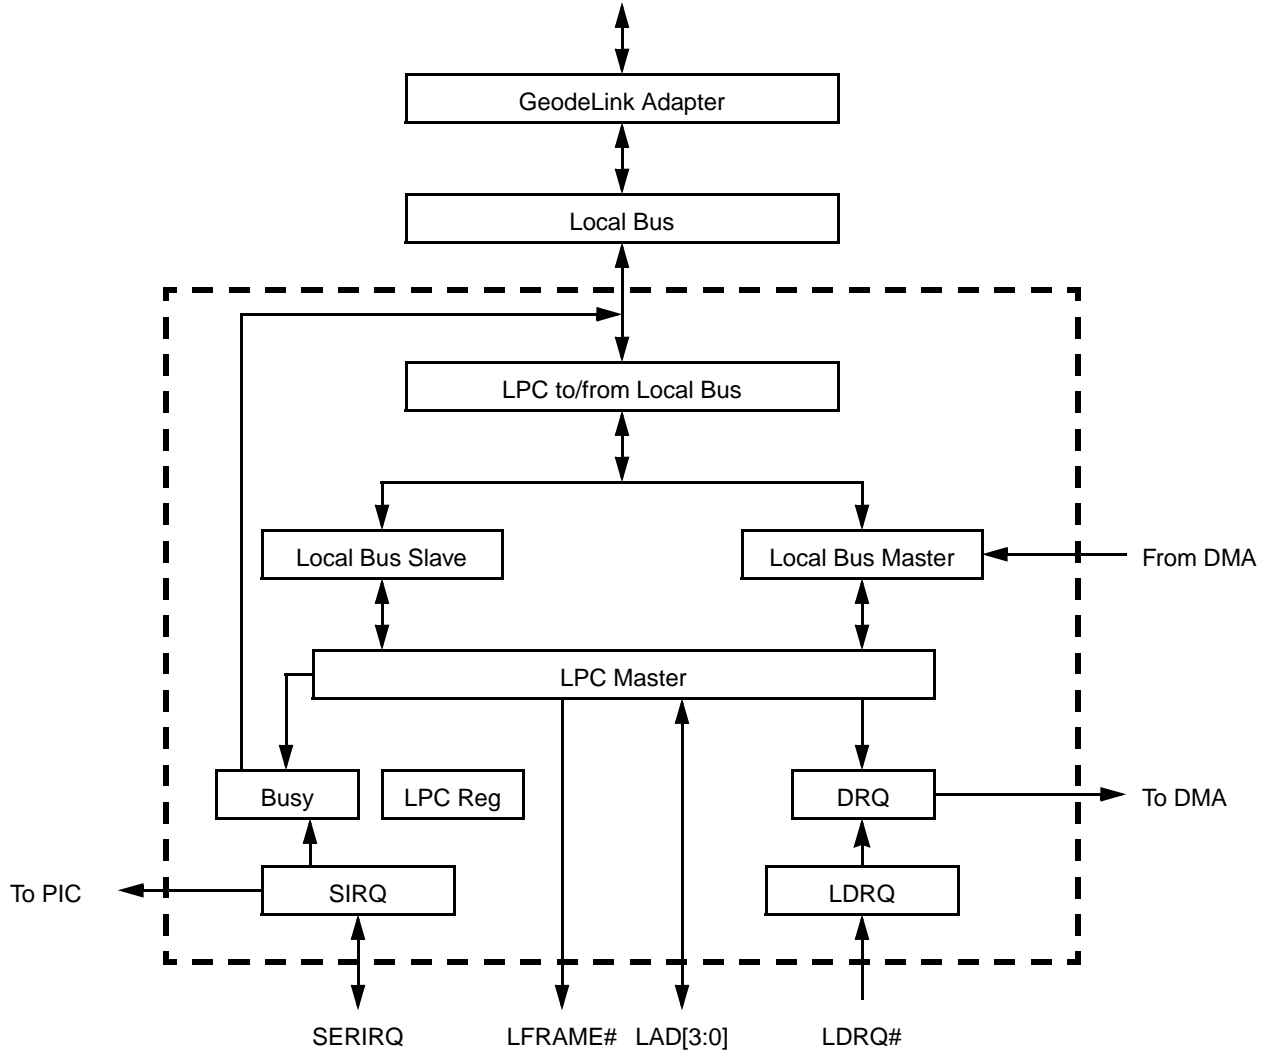 GeodeLink Adapter
Local Bus
LPC to/from Local Bus
Local Bus Slave
Local Bus Master
From DMA
LPC Master
Busy
LPC Reg
DRQ
To DMA
To PIC
SIRQ
LDRQ
SERIRQ
LFRAME#
LAD[3:0]
LDRQ#